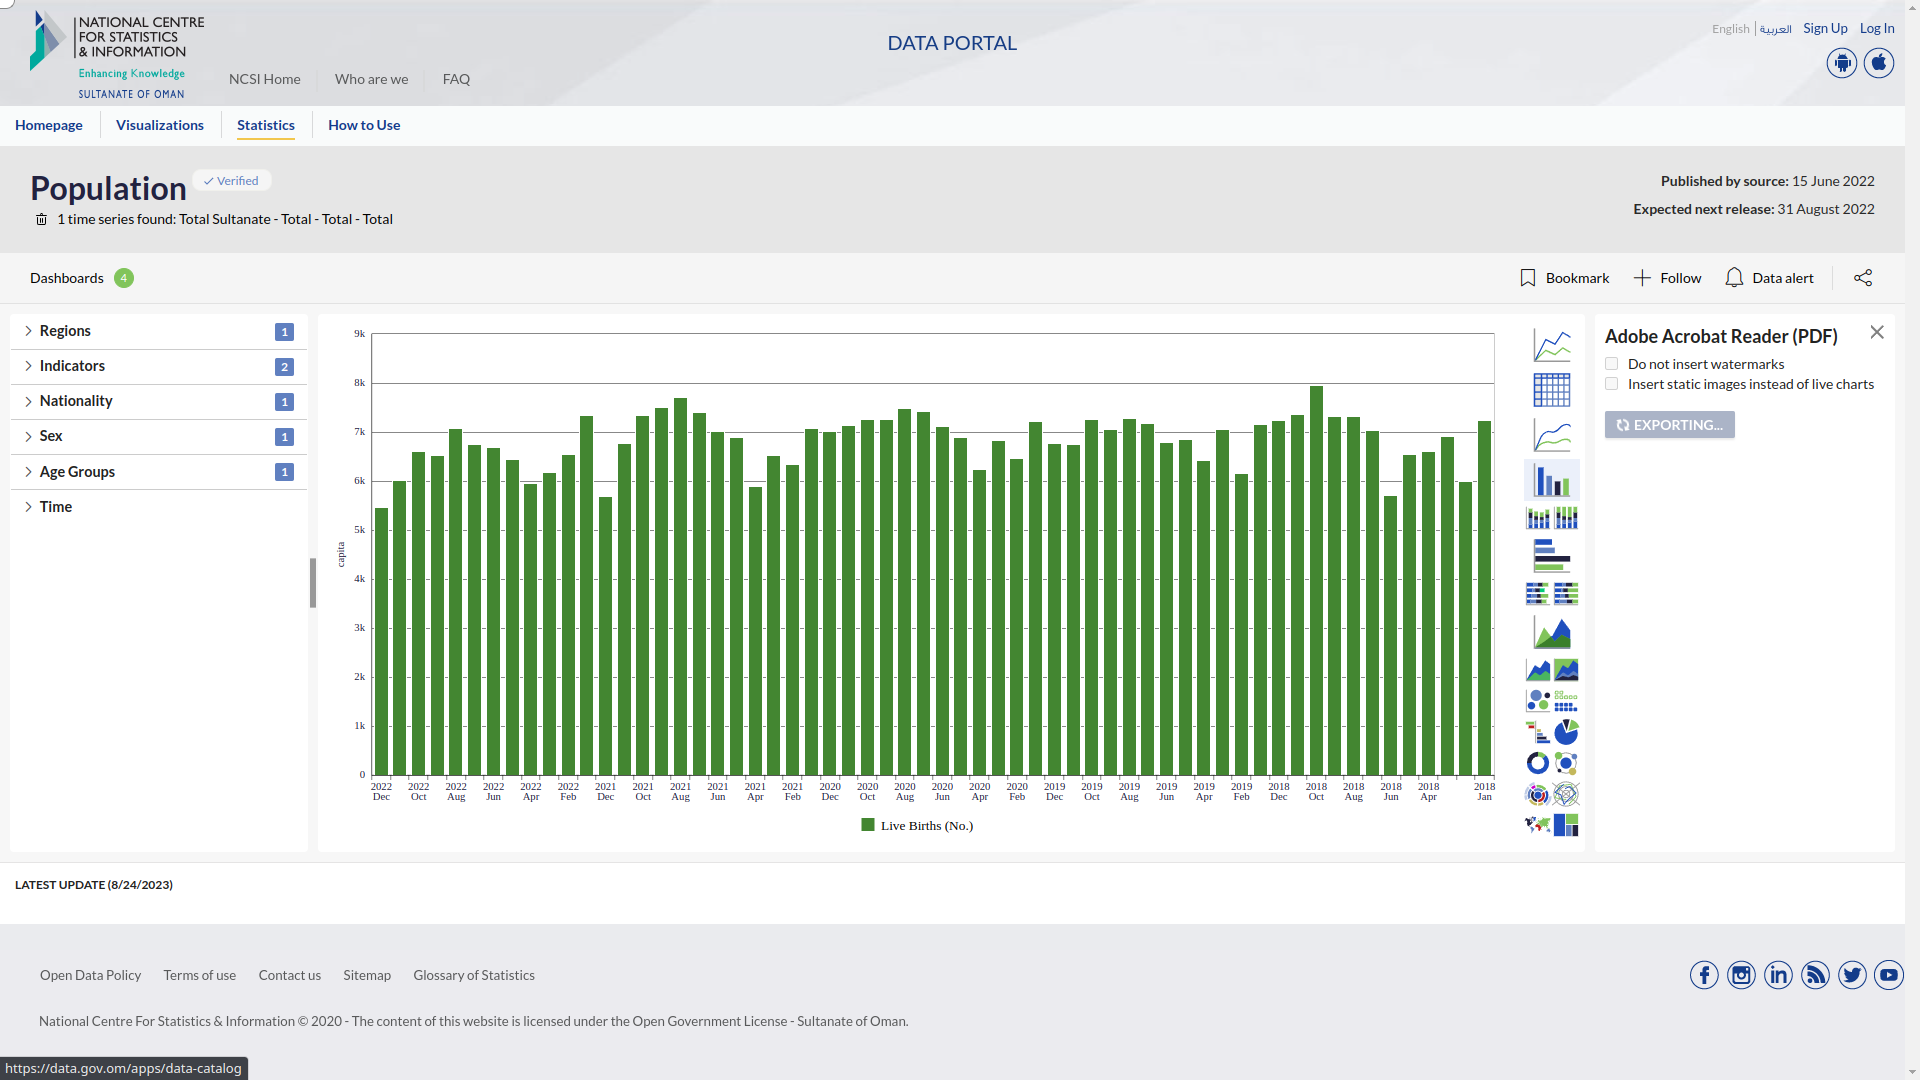 NATIONAL CENTRE
FOR STATISTICS
& INFORMATION
Enhancing Knowledge
SULTANATE OF OMAN
NCSI Home
Who are we
FAQ
DATA PORTAL
English
العربية
Sign Up
Log In
Homepage
Visualizations
Statistics
How to Use
Population
Verified
1 time series found: Total Sultanate - Total - Total - Total
Published by source: 15 June 2022
Expected next release: 31 August 2022
Dashboards
4
Bookmark
Follow
Data alert
Regions
1
Indicators
2
Nationality
1
Sex
1
Age Groups
1
Time
9k
8k
7k
6k
5k
4k
3k
2k
1k
0
capita
2022 Dec
2022 Oct
2022 Aug
2022 Jun
2022 Apr
2022 Feb
2021 Dec
2021 Oct
2021 Aug
2021 Jun
2021 Apr
2021 Feb
2020 Dec
2020 Oct
2020 Aug
2020 Jun
2020 Apr
2020 Feb
2019 Dec
2019 Oct
2019 Aug
2019 Jun
2019 Apr
2019 Feb
2018 Dec
2018 Oct
2018 Aug
2018 Jun
2018 Apr
2018 Jan
Live Births (No.)
Adobe Acrobat Reader (PDF)
Do not insert watermarks
Insert static images instead of live charts
EXPORTING...
LATEST UPDATE (8/24/2023)
Open Data Policy
Terms of use
Contact us
Sitemap
Glossary of Statistics
National Centre For Statistics & Information © 2020 - The content of this website is licensed under the Open Government License - Sultanate of Oman.
https://data.gov.om/apps/data-catalog